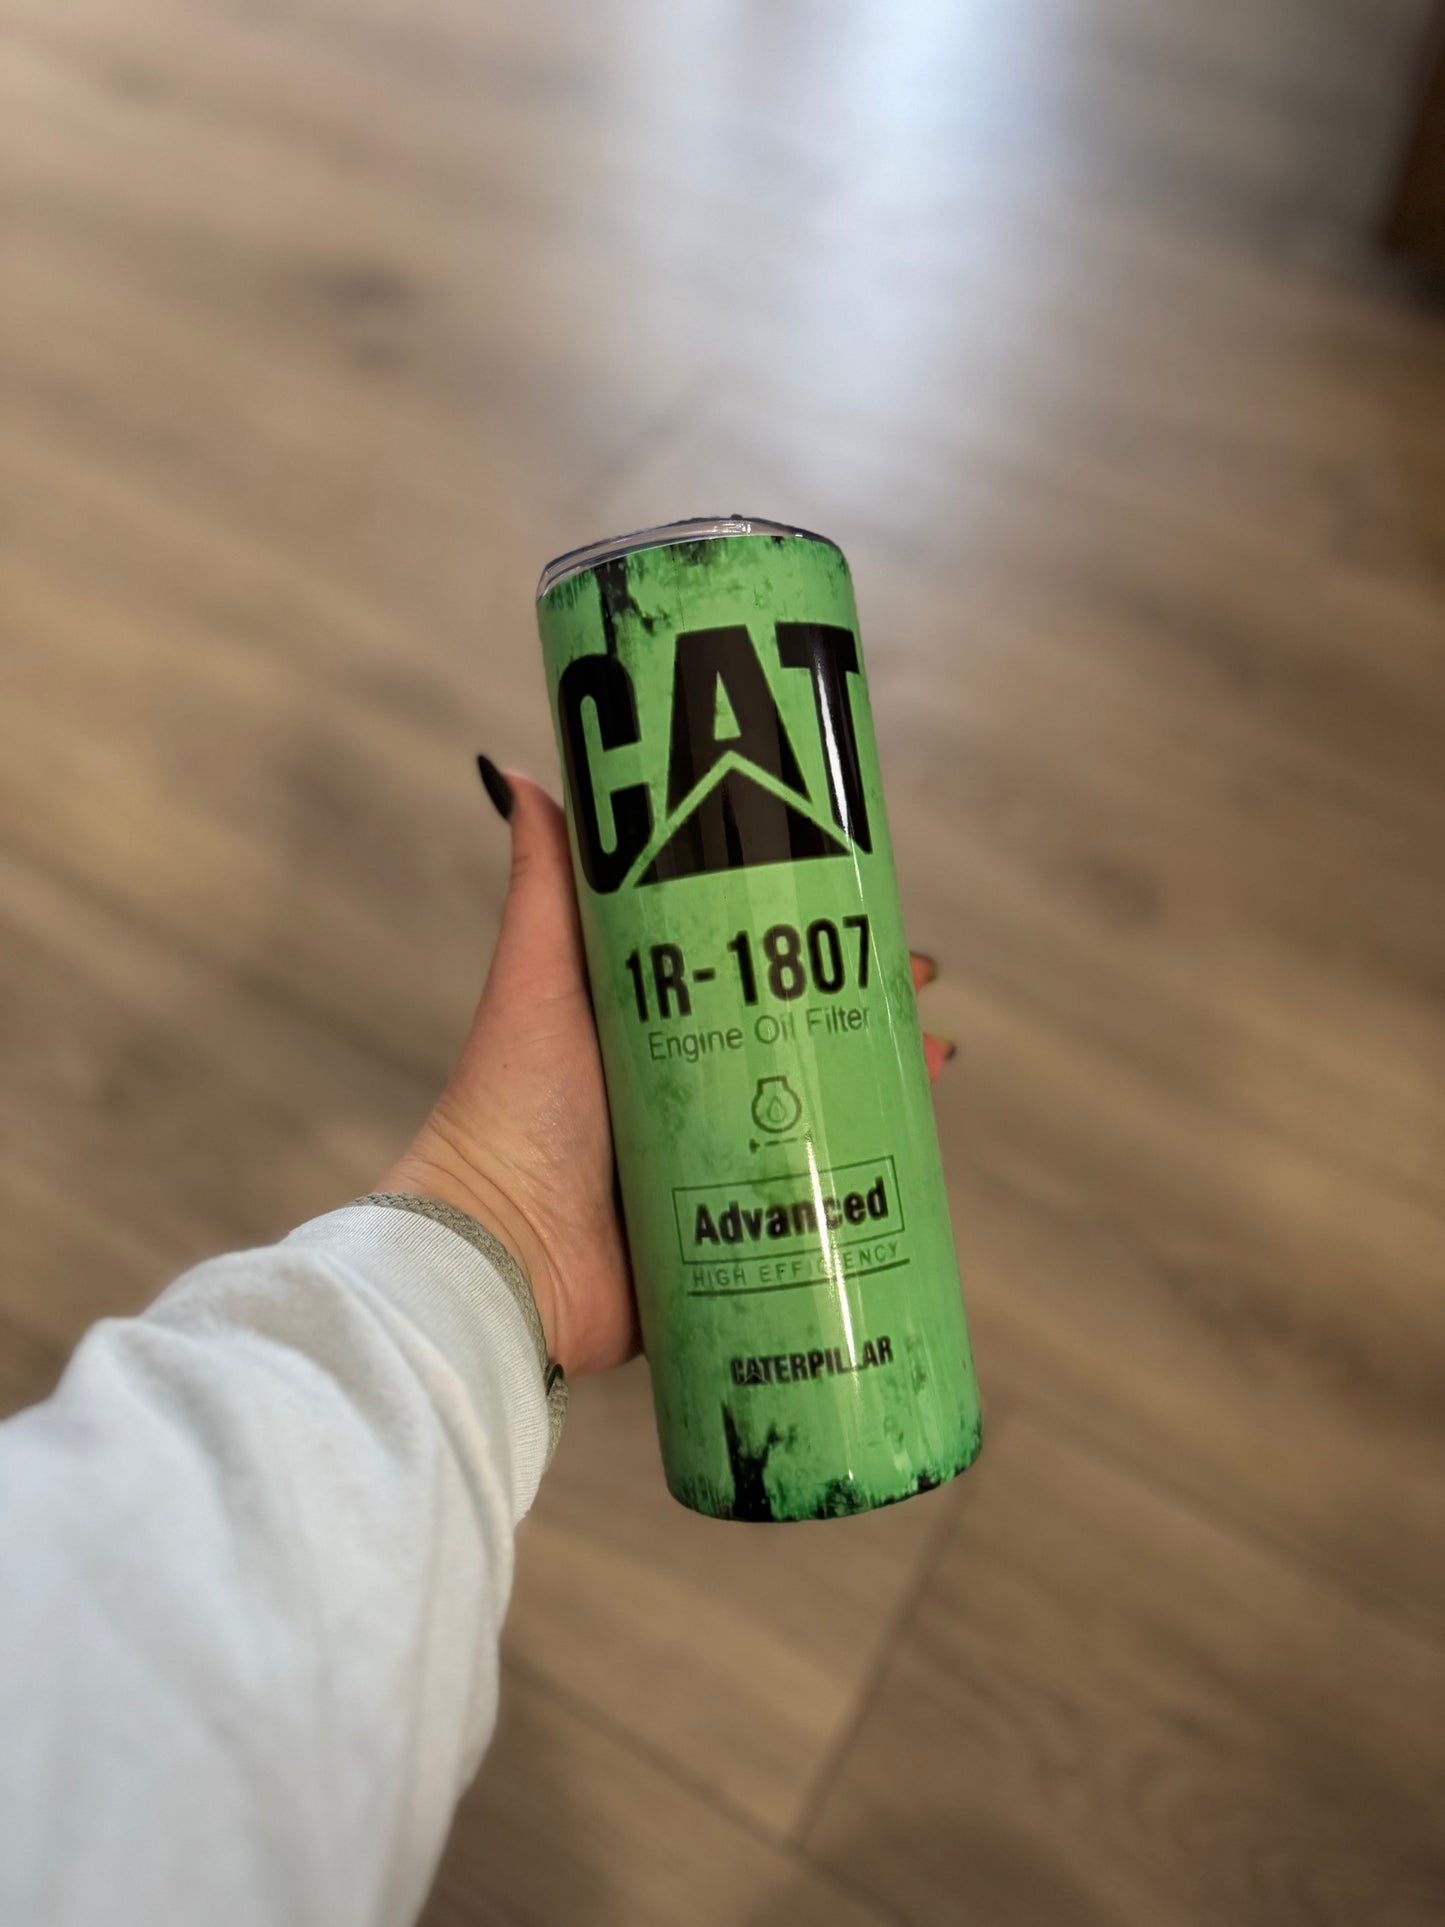 CAT
1R-1807
Engine Oil Filter
Advanced
HIGH EFFICIENCY
CATERPILLAR